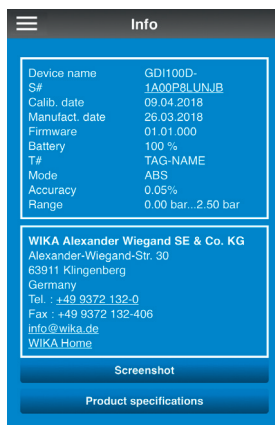 Info
Device name GDI100D-
S# 1A00P8LUNJB
Calib. date 09.04.2018
Manufact. date 26.03.2018
Firmware 01.01.000
Battery 100 %
T# TAG-NAME
Mode ABS
Accuracy 0.05%
Range 0.00 bar...2.50 bar
WIKA Alexander Wiegand SE & Co. KG
Alexander-Wiegand-Str. 30
63911 Klingenberg
Germany
Tel. : +49 9372 132-0
Fax : +49 9372 132-406
info@wika.de
WIKA Home
Screenshot
Product specifications